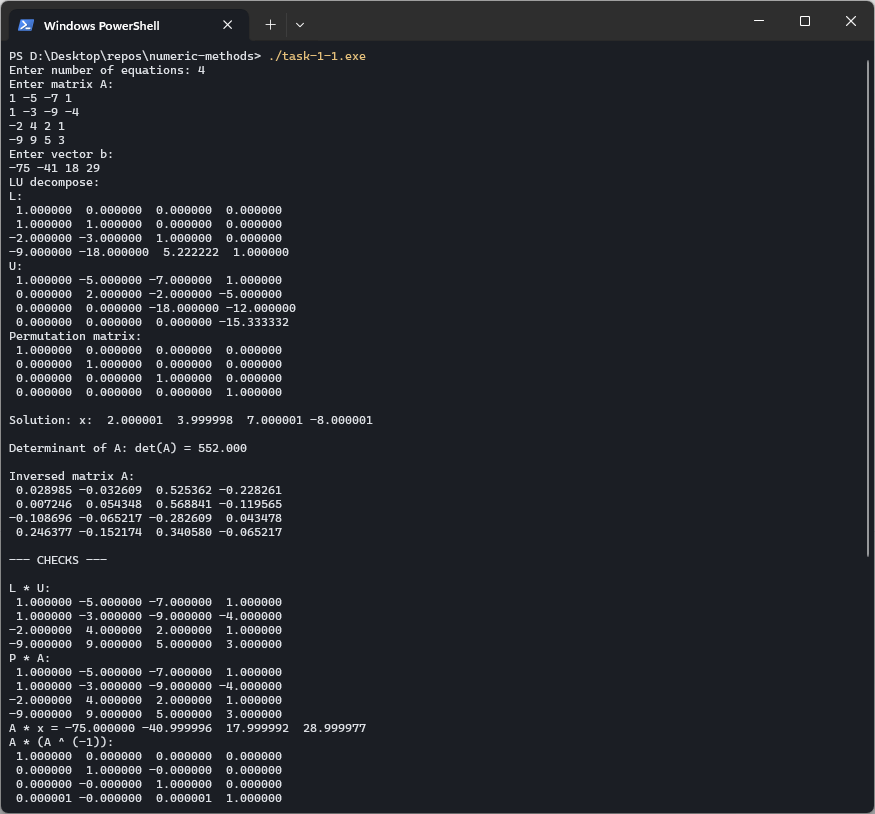 Windows PowerShell
PS D:\Desktop\repos\numeric-methods> ./task-1-1.exe
Enter number of equations: 4
Enter matrix A:
1 -5 -7 1
1 -3 -9 -4
-2 4 2 1
-9 9 5 3
Enter vector b:
-75 -41 18 29
LU decompose:
L:
 1.000000  0.000000  0.000000  0.000000
 1.000000  1.000000  0.000000  0.000000
-2.000000 -3.000000  1.000000  0.000000
-9.000000 -18.000000  5.222222  1.000000
U:
 1.000000 -5.000000 -7.000000  1.000000
 0.000000  2.000000 -2.000000 -5.000000
 0.000000  0.000000 -18.000000 -12.000000
 0.000000  0.000000  0.000000 -15.333332
Permutation matrix:
 1.000000  0.000000  0.000000  0.000000
 0.000000  1.000000  0.000000  0.000000
 0.000000  0.000000  1.000000  0.000000
 0.000000  0.000000  0.000000  1.000000
Solution: x:  2.000001  3.999998  7.000001 -8.000001
Determinant of A: det(A) = 552.000
Inversed matrix A:
 0.028985 -0.032609  0.525362 -0.228261
 0.007246  0.054348  0.568841 -0.119565
-0.108696 -0.065217 -0.282609  0.043478
 0.246377 -0.152174  0.340580 -0.065217
--- CHECKS ---
L * U:
 1.000000 -5.000000 -7.000000  1.000000
 1.000000 -3.000000 -9.000000 -4.000000
-2.000000  4.000000  2.000000  1.000000
-9.000000  9.000000  5.000000  3.000000
P * A:
 1.000000 -5.000000 -7.000000  1.000000
 1.000000 -3.000000 -9.000000 -4.000000
-2.000000  4.000000  2.000000  1.000000
-9.000000  9.000000  5.000000  3.000000
A * x = -75.000000 -40.999996  17.999992  28.999977
A * (A ^ (-1)):
 1.000000  0.000000  0.000000  0.000000
 0.000000  1.000000 -0.000000  0.000000
 0.000000 -0.000000  1.000000  0.000000
 0.000001 -0.000000  0.000001  1.000000